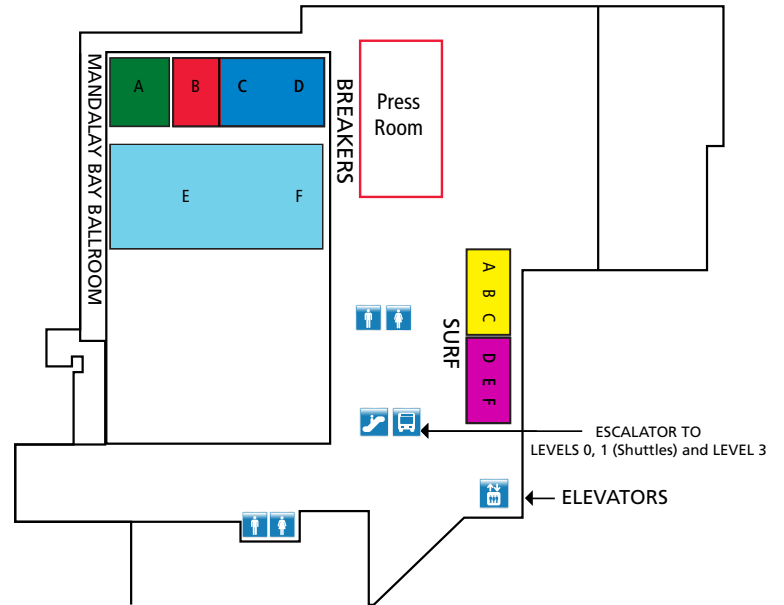 MANDALAY BAY BALLROOM
A
B
C
D
E
F
BREAKERS
Press
Room
A B C
SURF
D E F
ESCALATOR TO
LEVELS 0, 1 (Shuttles) and LEVEL 3
ELEVATORS